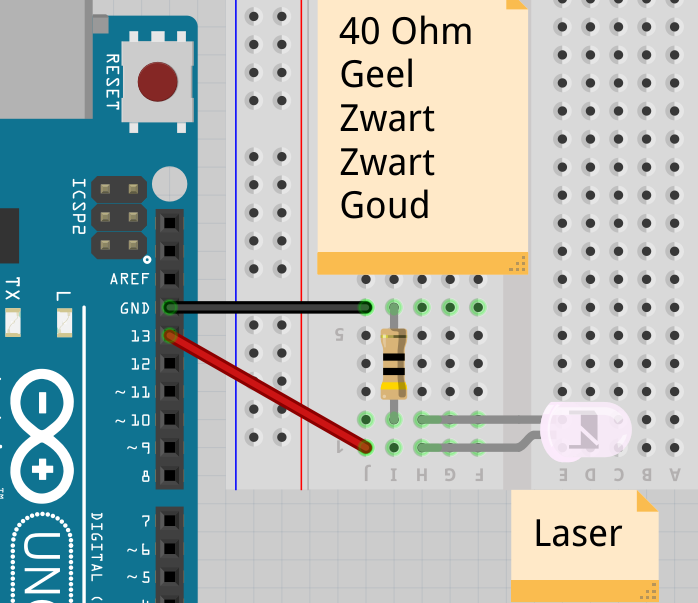 40 Ohm
Geel
Zwart
Zwart
Goud
RESET
ICSP2
AREF
GND
13
12
~11
~10
~9
8
7
~6
~5
TX
L
TM
UNO
DIGITAL (
5
1
J I H G F
E D C B A
Laser